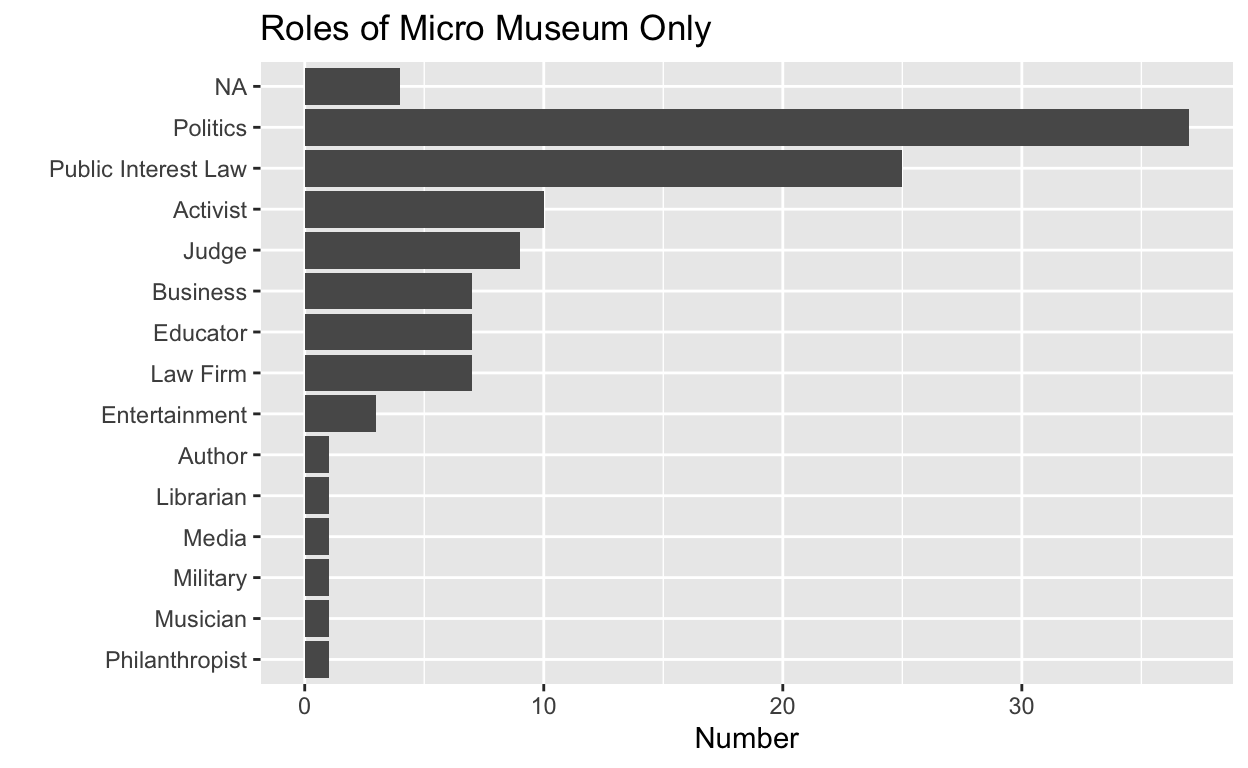 Roles of Micro Museum Only
NA
Politics
Public Interest Law
Activist
Judge
Business
Educator
Law Firm
Entertainment
Author
Librarian
Media
Military
Musician
Philanthropist
0 10 20 30
Number